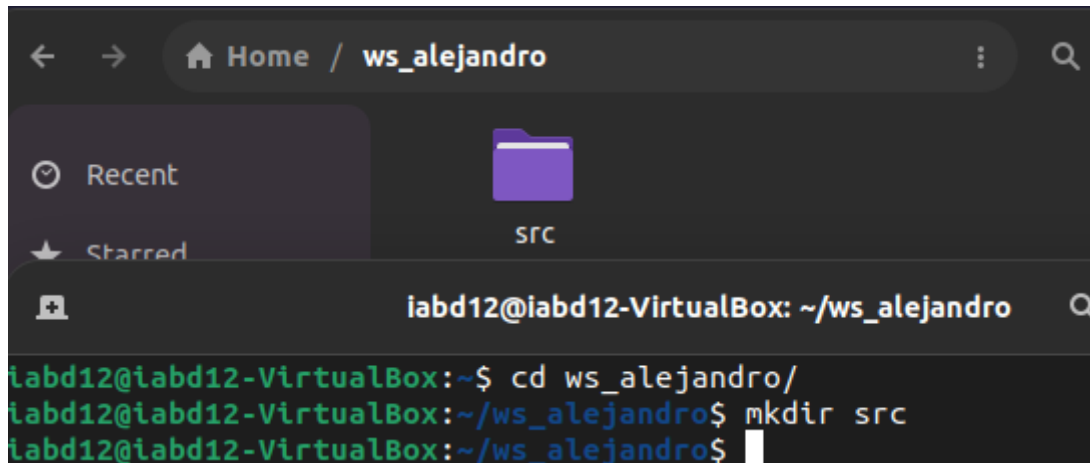 Home / ws_alejandro
Recent
src
Starred
iabd12@iabd12-VirtualBox: ~/ws_alejandro
iabd12@iabd12-VirtualBox:~$ cd ws_alejandro/
iabd12@iabd12-VirtualBox:~/ws_alejandro$ mkdir src
iabd12@iabd12-VirtualBox:~/ws_alejandro$